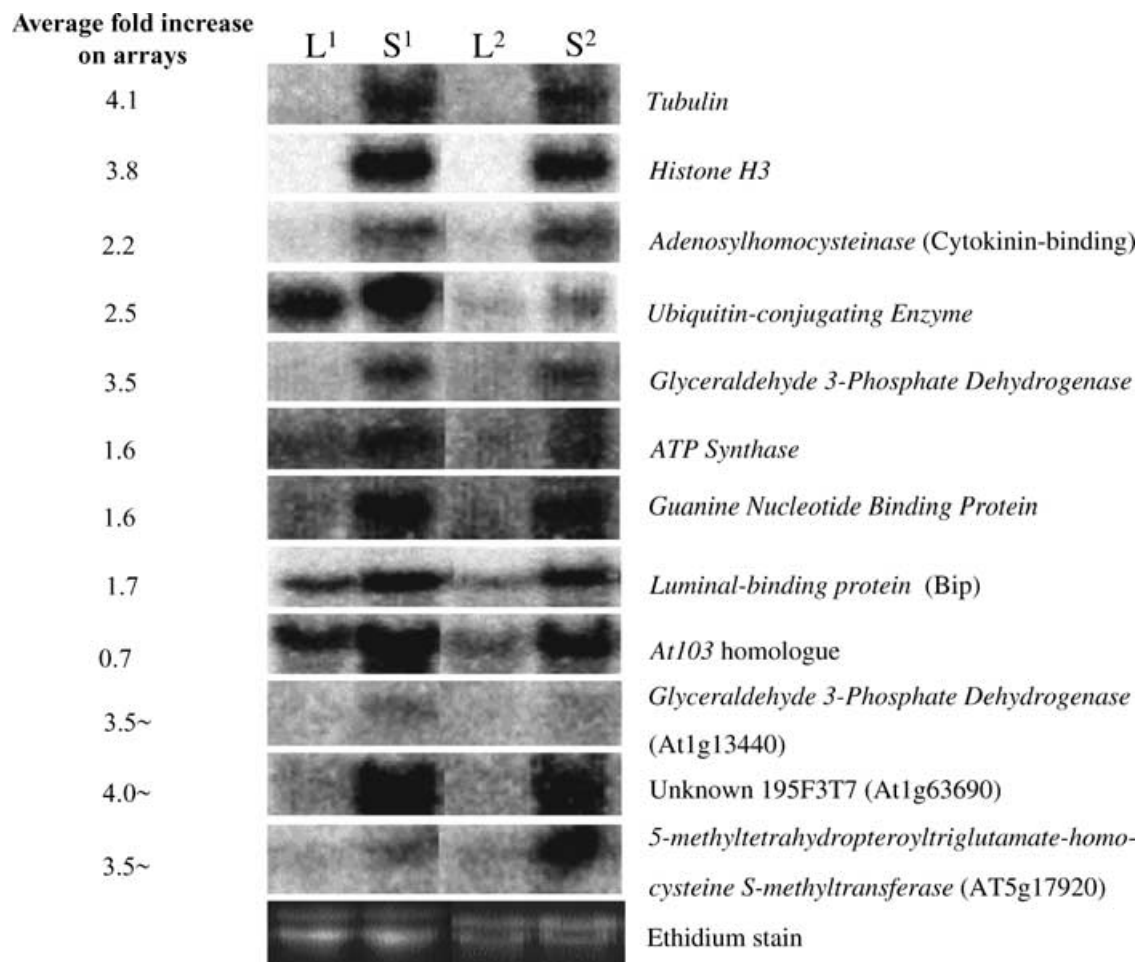 Average fold increase
on arrays
L¹ S¹ L² S²
4.1 Tubulin
3.8 Histone H3
2.2 Adenosylhomocysteinase (Cytokinin-binding)
2.5 Ubiquitin-conjugating Enzyme
3.5 Glyceraldehyde 3-Phosphate Dehydrogenase
1.6 ATP Synthase
1.6 Guanine Nucleotide Binding Protein
1.7 Luminal-binding protein (Bip)
0.7 At103 homologue
3.5~ Glyceraldehyde 3-Phosphate Dehydrogenase
(At1g13440)
4.0~ Unknown 195F3T7 (At1g63690)
3.5~ 5-methyltetrahydropteroyltriglutamate-homo-
cysteine S-methyltransferase (AT5g17920)
Ethidium stain